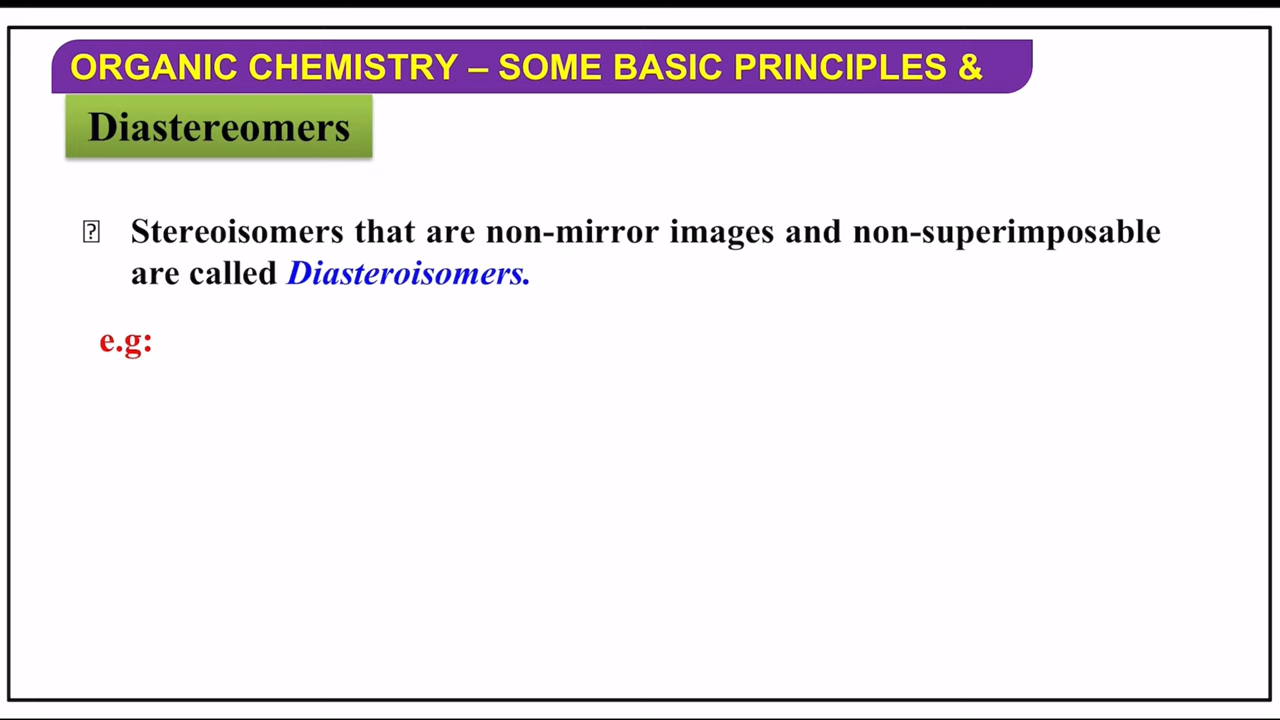 ORGANIC CHEMISTRY – SOME BASIC PRINCIPLES &
Diastereomers
Stereoisomers that are non-mirror images and non-superimposable
are called Diasteroisomers.
e.g: